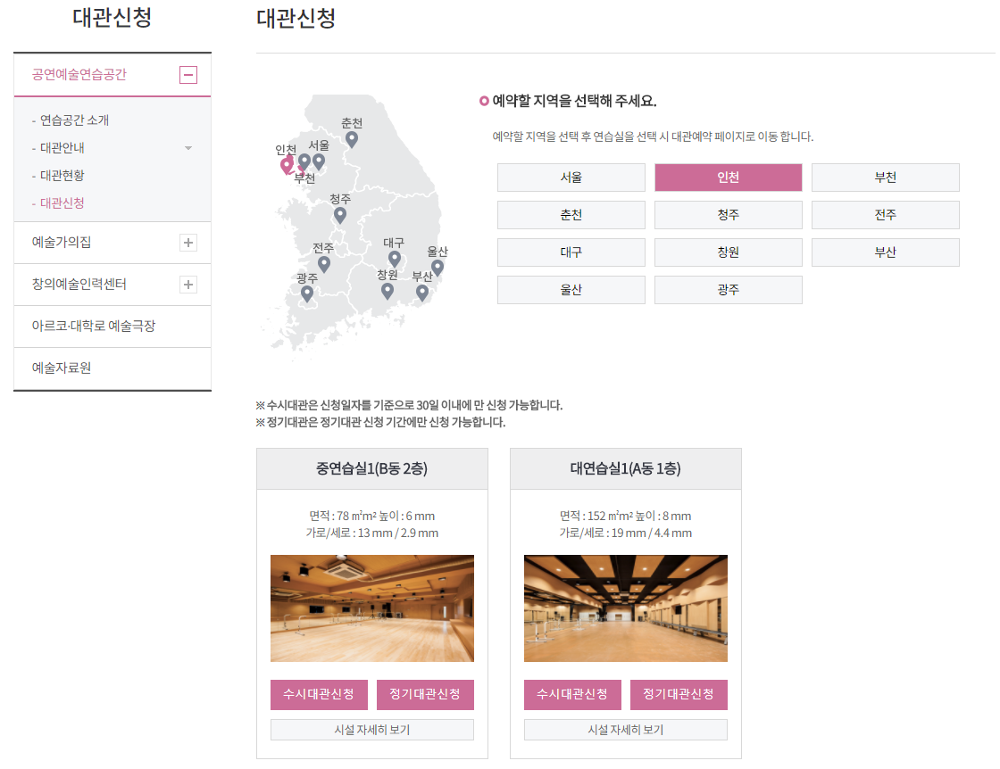 대관신청
공연예술연습공간
- 연습공간 소개
- 대관안내
- 대관현황
- 대관신청
예술가의집
창의예술인력센터
아르코·대학로 예술극장
예술자료원
대관신청
춘천
인천 서울
부천
청주
전주 대구 울산
광주 창원 부산
예약할 지역을 선택해 주세요.
예약할 지역을 선택 후 연습실을 선택 시 대관예약 페이지로 이동 합니다.
서울 인천 부천
춘천 청주 전주
대구 창원 부산
울산 광주
※ 수시대관은 신청일자를 기준으로 30일 이내에 만 신청 가능합니다.
※ 정기대관은 정기대관 신청 기간에만 신청 가능합니다.
중연습실1(B동 2층)
면적 : 78 ㎡m² 높이 : 6 mm
가로/세로 : 13 mm / 2.9 mm
수시대관신청 정기대관신청
시설 자세히 보기
대연습실1(A동 1층)
면적 : 152 ㎡m² 높이 : 8 mm
가로/세로 : 19 mm / 4.4 mm
수시대관신청 정기대관신청
시설 자세히 보기